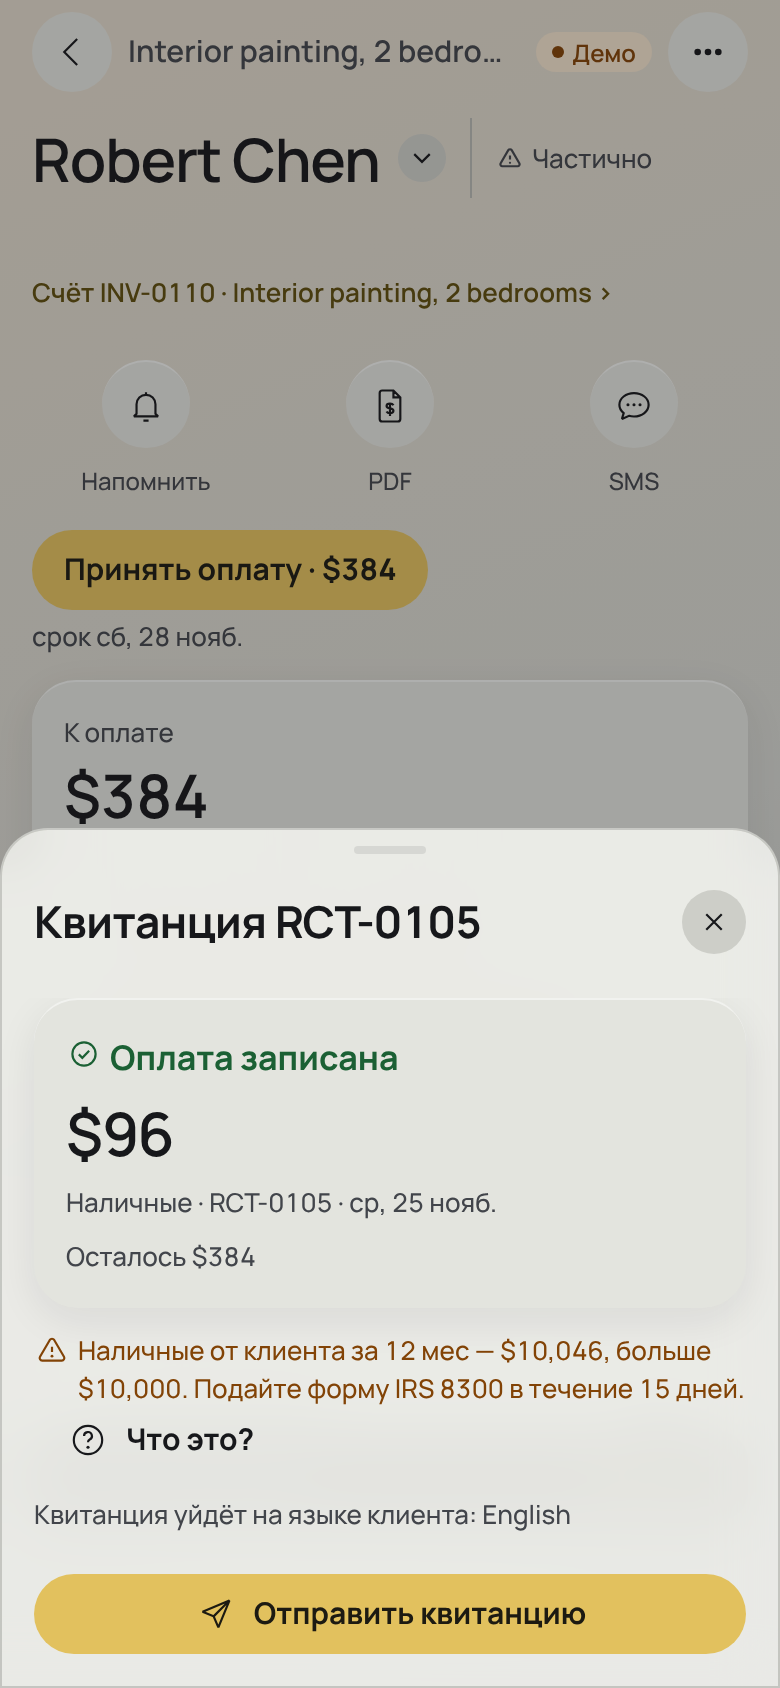 Interior painting, 2 bedro...
Демо
Robert Chen
Частично
Счёт INV-0110 · Interior painting, 2 bedrooms ›
Напомнить
PDF
SMS
Принять оплату · $384
срок сб, 28 нояб.
К оплате
$384
Квитанция RCT-0105
Оплата записана
$96
Наличные · RCT-0105 · ср, 25 нояб.
Осталось $384
Наличные от клиента за 12 мес — $10,046, больше
$10,000. Подайте форму IRS 8300 в течение 15 дней.
Что это?
Квитанция уйдёт на языке клиента: English
Отправить квитанцию